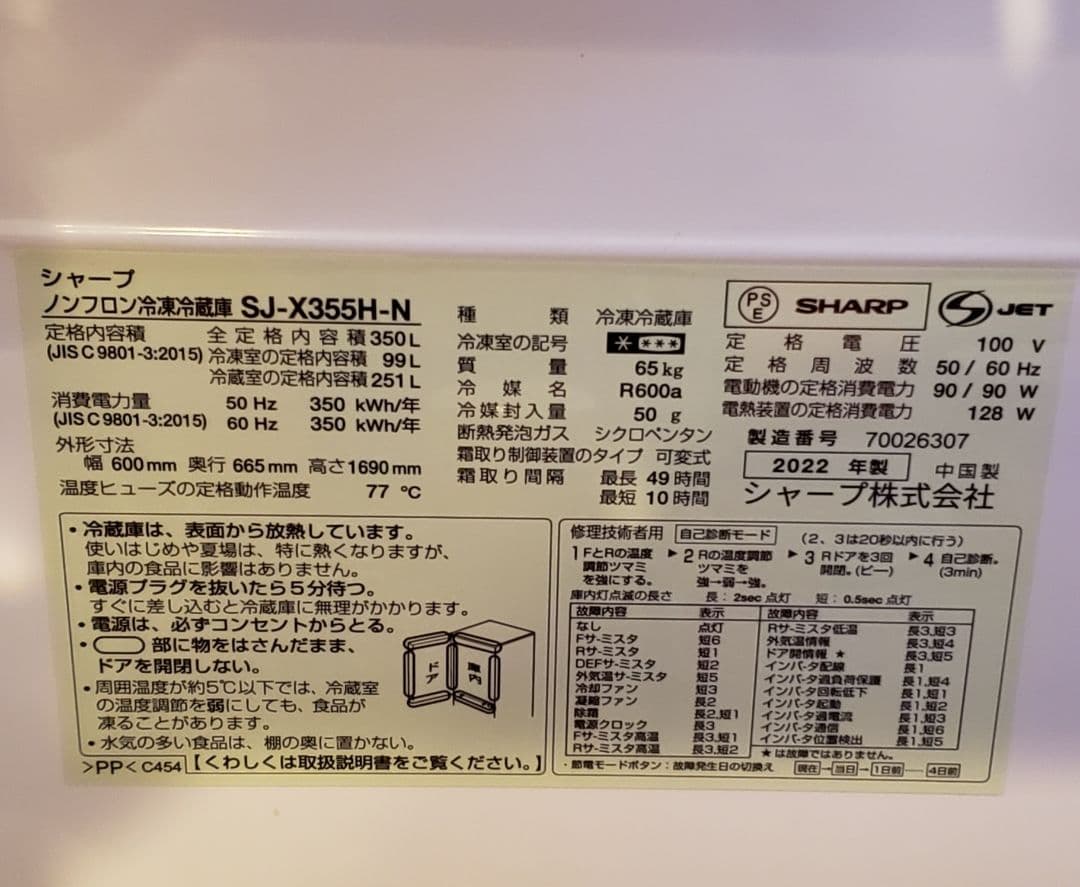 シャープ
ノンフロン冷凍冷蔵庫 SJ-X355H-N
定格内容積 全定格内容積 350 L
(JIS C 9801-3:2015) 冷凍室の定格内容積 99 L
冷蔵室の定格内容積 251 L
消費電力量 50 Hz 350 kWh/年
(JIS C 9801-3:2015) 60 Hz 350 kWh/年
外形寸法
幅 600 mm 奥行 665 mm 高さ 1690 mm
温度ヒューズの定格動作温度 77 ℃
種類 冷凍冷蔵庫
冷凍室の記号 * ***
質量 65 kg
冷媒名 R600a
冷媒封入量 50 g
断熱発泡ガス シクロペンタン
霜取り制御装置のタイプ 可変式
霜取り間隔 最長 49 時間
最短 10 時間
PS E SHARP JET
定格電圧 100 V
定格周波数 50 / 60 Hz
電動機の定格消費電力 90 / 90 W
電熱装置の定格消費電力 128 W
製造番号 70026307
2022 年製 中国製
シャープ株式会社
・冷蔵庫は、表面から放熱しています。
使いはじめや夏場は、特に熱くなりますが、
庫内の食品に影響はありません。
・電源プラグを抜いたら5分待つ。
すぐに差し込むと冷蔵庫に無理がかかります。
・電源は、必ずコンセントからとる。
・ 部に物をはさんだまま、
ドアを開閉しない。
・周囲温度が約5℃以下では、冷蔵室
の温度調節を弱にしても、食品が
凍ることがあります。
・水気の多い食品は、棚の奥に置かない。
>PP< C454 【くわしくは取扱説明書をご覧ください。】
ドア 庫内
修理技術者用 自己診断モード (2、3は20秒以内に行う)
1 FとRの温度調節ツマミを強にする。 ▶ 2 Rの温度調節ツマミを強→弱→強。 ▶ 3 Rドアを3回開閉。(ピー) ▶ 4 自己診断。(3min)
庫内灯点滅の長さ 長：2sec 点灯 短：0.5sec 点灯
故障内容 表示 故障内容 表示
なし 点灯 Rサ-ミスタ低温 長3,短3
Fサ-ミスタ 短6 外気温情報 長3,短4
Rサ-ミスタ 短1 ドア開情報 ★ 長3,短5
DEFサ-ミスタ 短2 インバ-タ配線 長1
外気温サ-ミスタ 短5 インバ-タ過負荷保護 長1,短4
冷却ファン 短3 インバ-タ回転低下 長1,短1
凝縮ファン 長2 インバ-タ起動 長1,短2
除霜 長2,短1 インバ-タ過電流 長1,短3
電源クロック 長3 インバ-タ通信 長1,短6
Fサ-ミスタ高温 長3,短1 インバ-タ位置検出 長1,短5
Rサ-ミスタ高温 長3,短2 ★は故障ではありません。
・節電モードボタン：故障発生日の切換え 現在→当日→1日前……4日前